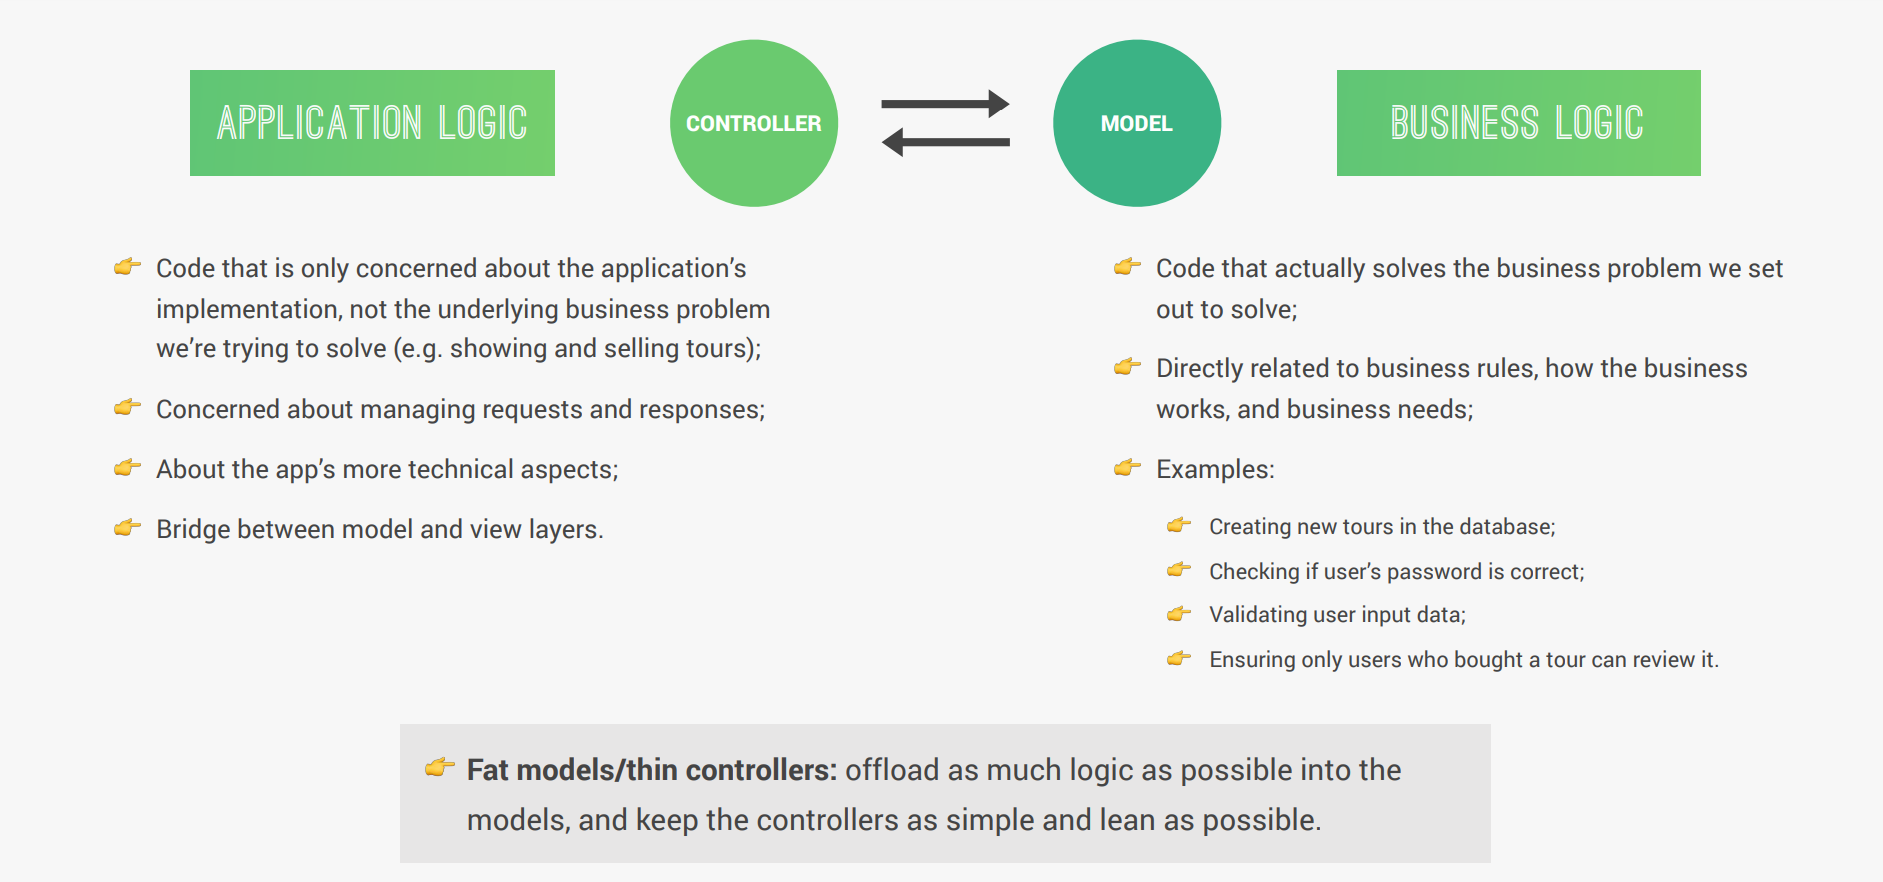 APPLICATION LOGIC
CONTROLLER
MODEL
BUSINESS LOGIC
Code that is only concerned about the application’s
implementation, not the underlying business problem
we’re trying to solve (e.g. showing and selling tours);
Concerned about managing requests and responses;
About the app’s more technical aspects;
Bridge between model and view layers.
Code that actually solves the business problem we set
out to solve;
Directly related to business rules, how the business
works, and business needs;
Examples:
Creating new tours in the database;
Checking if user’s password is correct;
Validating user input data;
Ensuring only users who bought a tour can review it.
Fat models/thin controllers: offload as much logic as possible into the
models, and keep the controllers as simple and lean as possible.